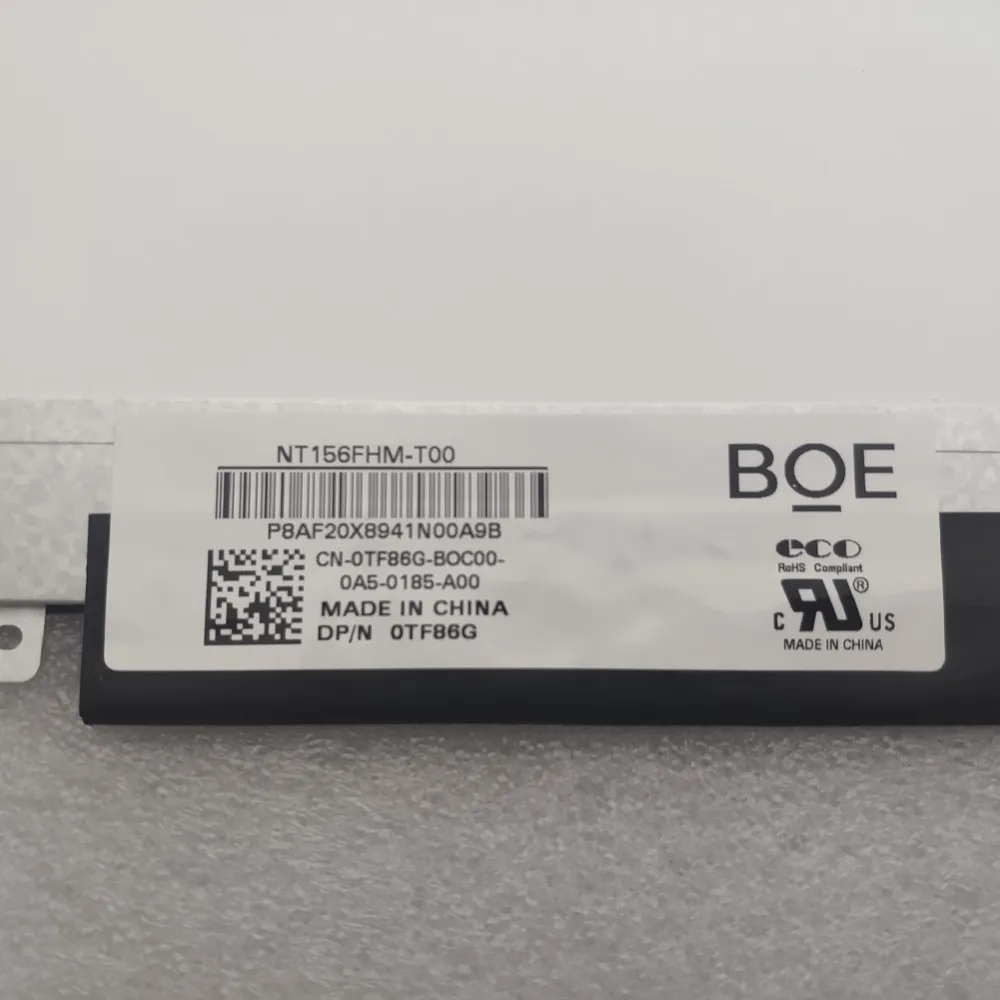 NT156FHM-T00
P8AF20X8941N00A9B
CN-0TF86G-BOC00-
0A5-0185-A00
MADE IN CHINA
DP/N 0TF86G
BOE
eco
RoHS Compliant
C RU ® US
MADE IN CHINA